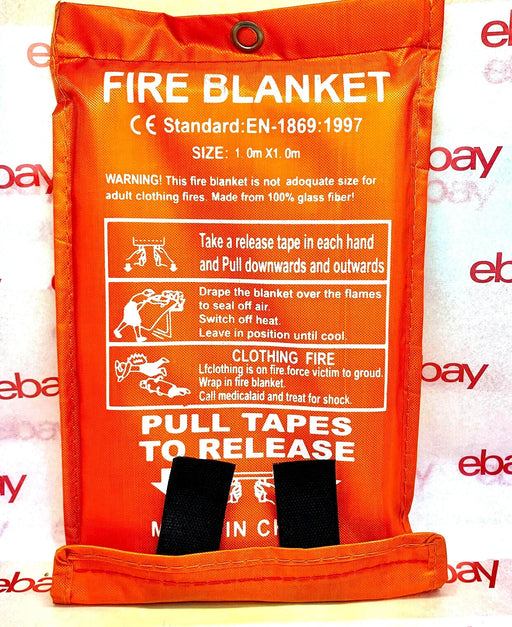 FIRE BLANKET
CE Standard:EN-1869:1997
SIZE: 1.0m X1.0m
WARNING! This fire blanket is not adoquate size for
adult clothing fires. Made from 100% glass fiber!
Take a release tape in each hand
and Pull downwards and outwards
Drape the blanket over the flames
to seal off air.
Switch off heat.
Leave in position until cool.
CLOTHING FIRE
Lfclothing is on fire.force victim to groud.
Wrap in fire blanket.
Call medicalaid and treat for shock.
PULL TAPES
TO RELEASE
IN
ebay
ebay
ebay
ebay
ebay
ebay